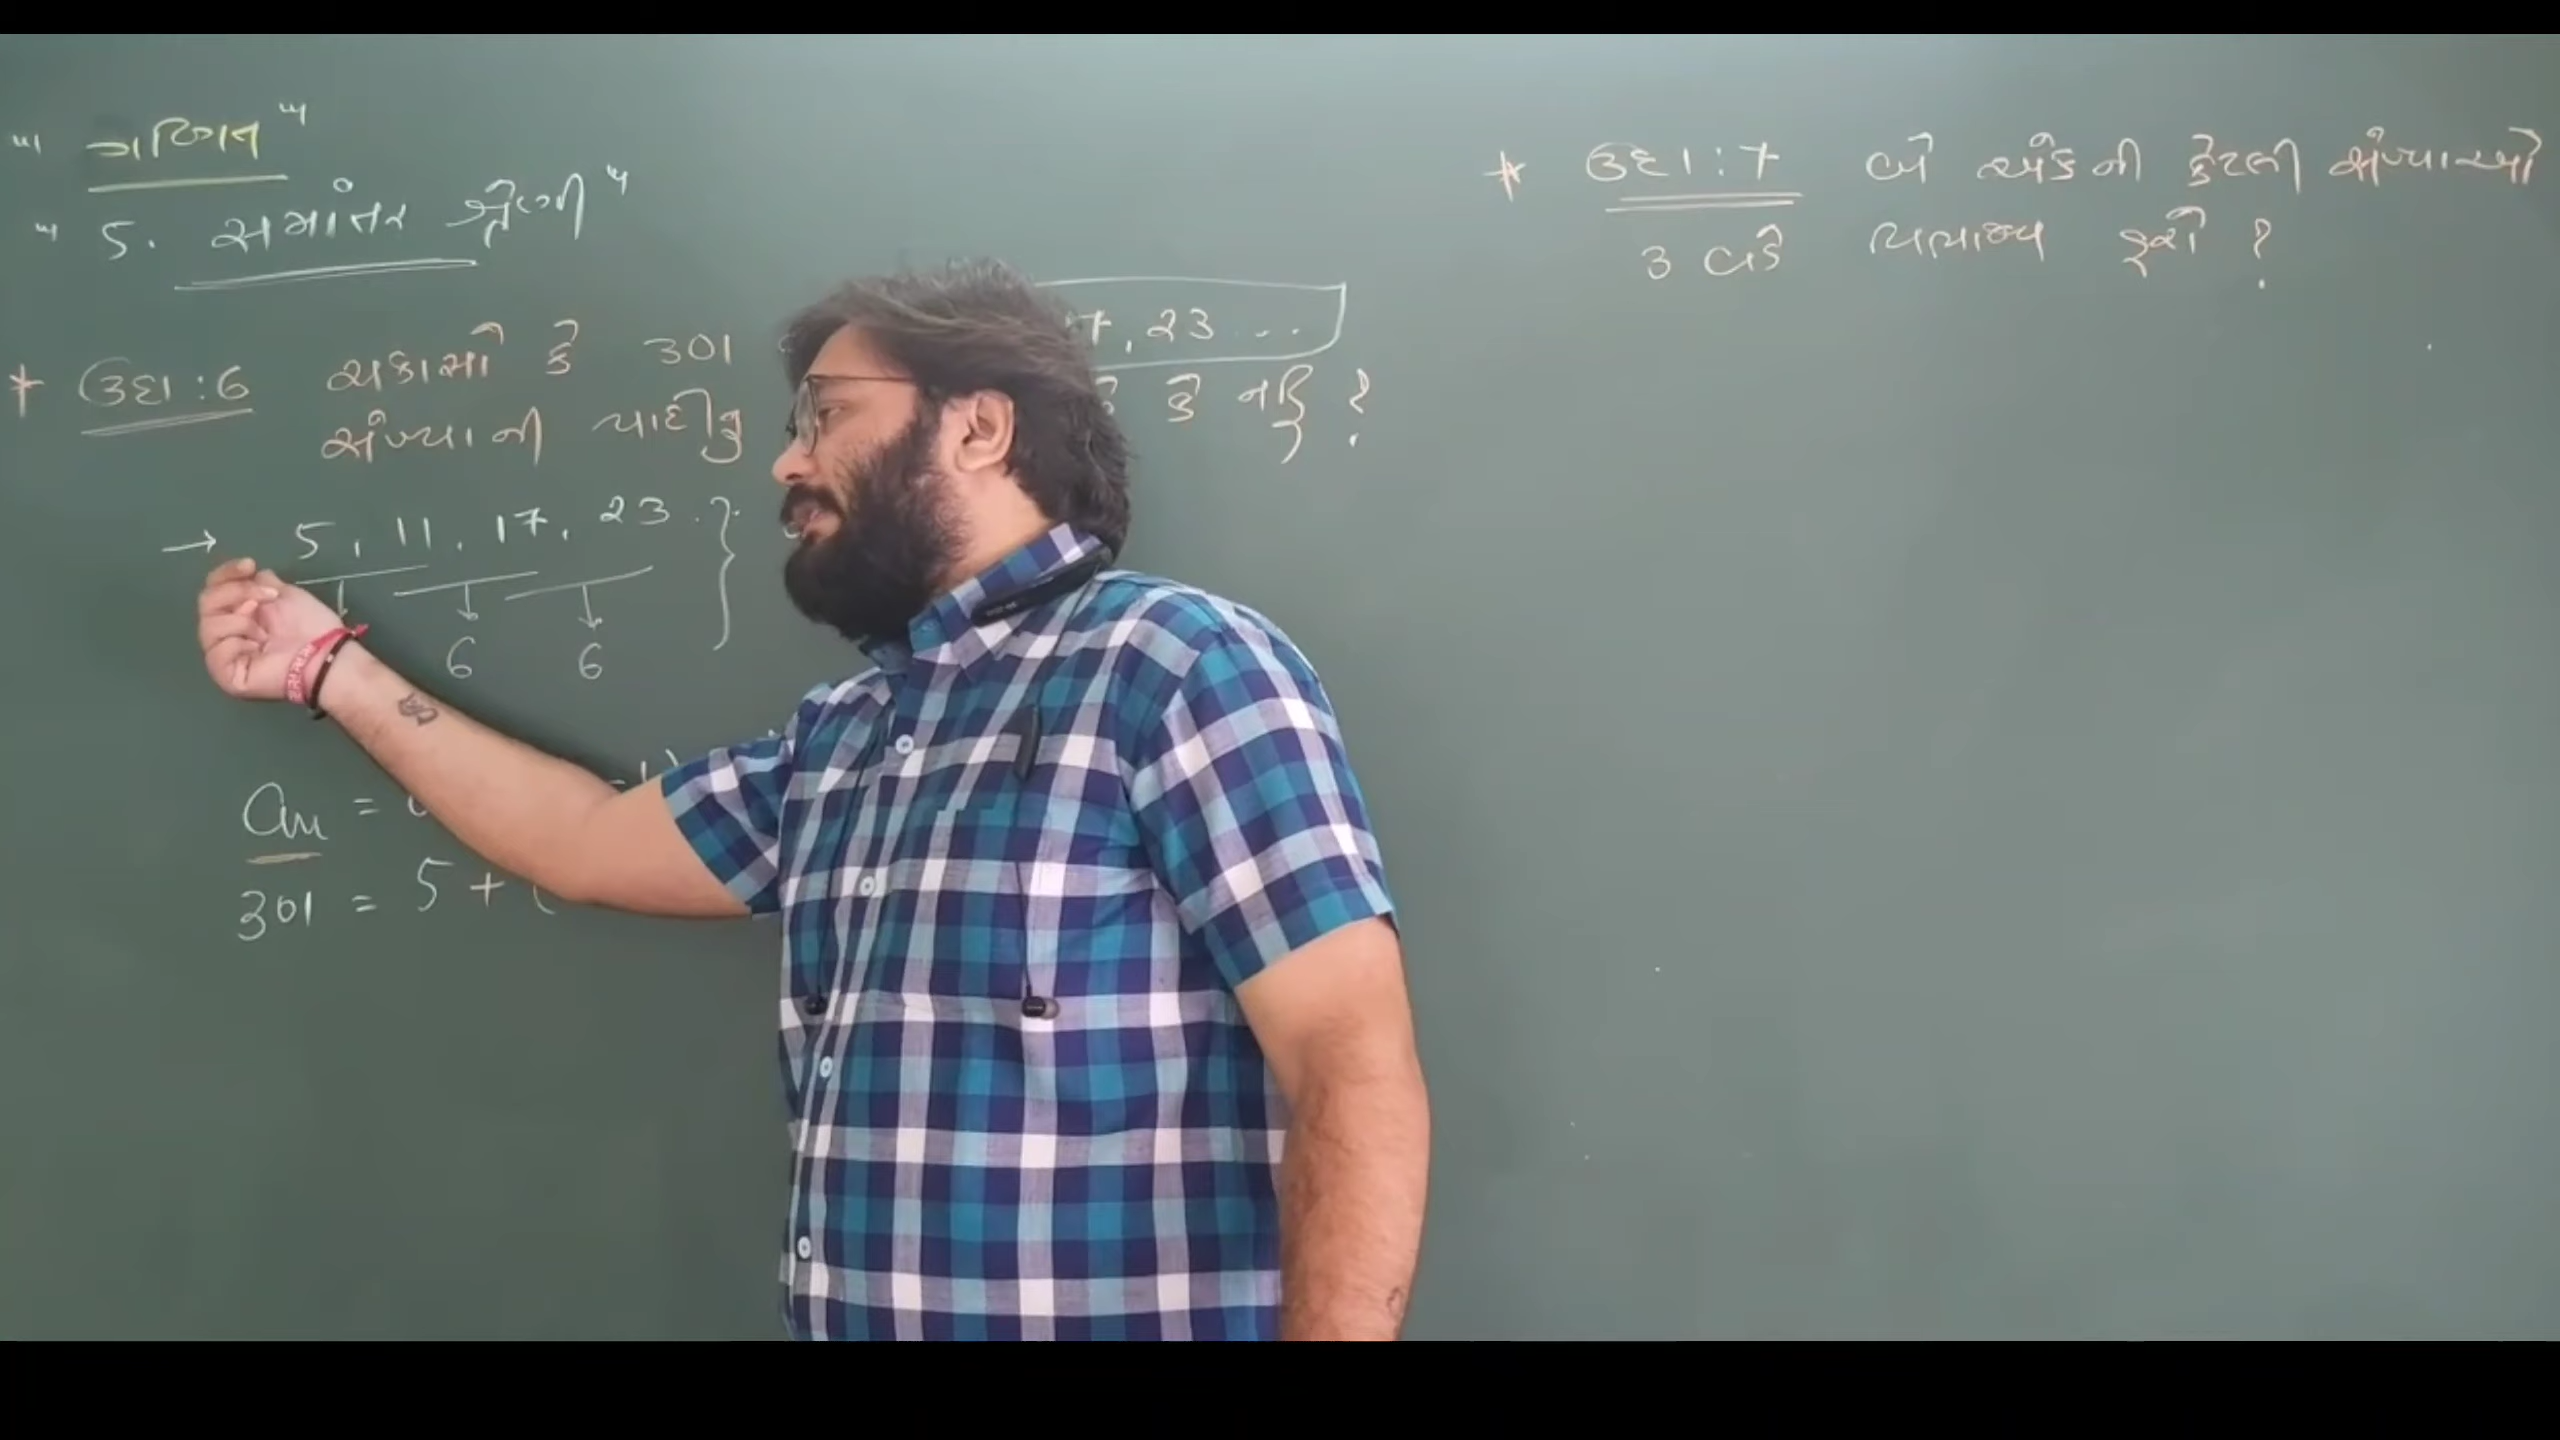 " ગણિત "
" 5. સમાંતર શ્રેણી "
* ઉદા : 6 ચકાસો કે 301
7, 23 ...
સંખ્યાની યાદીનું કે નહિ ?
→ 5, 11, 17, 23 ..
6 6
an =
301 = 5 + (
* ઉદા : 7 બે અંકની કેટલી સંખ્યાઓ
3 વડે વિભાજ્ય હશે ?